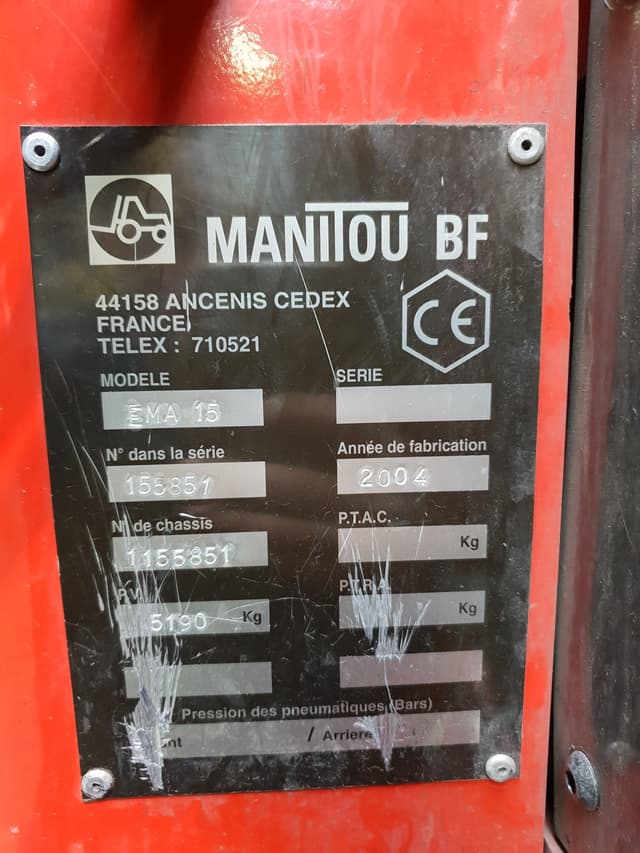 MANITOU BF
44158 ANCENIS CEDEX
FRANCE
TELEX : 710521
CE
MODELE
EMA 15
SERIE
N° dans la série
155851
Année de fabrication
2004
N° de chassis
1155851
P.T.A.C.
Kg
P.V.
5190 Kg
P.T.R.A.
Kg
Pression des pneumatiques (Bars)
/ Arriere